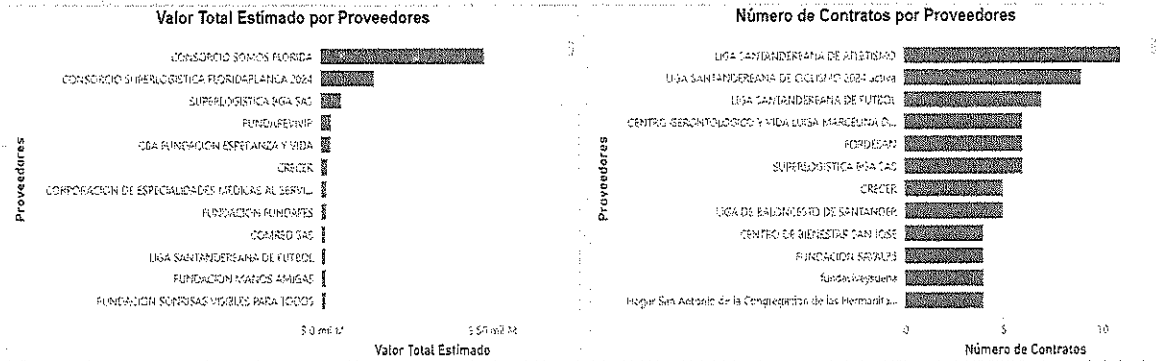 Valor Total Estimado por Proveedores
Proveedores
CONSORCIO SOMOS FLORIDA
CONSORCIO SUPERLOGISTICA FLORIDABLANCA 2024
SUPERLOGISTICA BGA SAS
FUNDAREVIVIR
CBA FUNDACION ESPERANZA Y VIDA
CRECER
CORPORACION DE ESPECIALIDADES MEDICAS AL SERVI...
FUNDACION
COMRED SAS
LIGA SANTANDEREANA DE FUTBOL
FUNDACION MANOS AMIGAS
FUNDACION SONRISAS VISIBLES PARA TODOS
$ 0 mil M
$ 50 mil M
Valor Total Estimado
Número de Contratos por Proveedores
Proveedores
LIGA SANTANDEREANA DE ATLETISMO
LIGA SANTANDEREANA DE CICLISMO 2024 activa
LIGA SANTANDEREANA DE FUTBOL
CENTRO GERONTOLOGICO Y VIDA LUISA MARCELINA D...
FORDESAN
SUPERLOGISTICA BGA SAS
CRECER
LIGA DE BALONCESTO DE SANTANDER
CENTRO DE BIENESTAR SAN JOSE
FUNDACION
Hogar San Antonio de la Congregacion de las Hermanita...
0
5
10
Número de Contratos